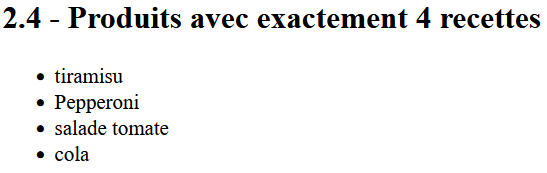 2.4 - Produits avec exactement 4 recettes
• tiramisu
• Pepperoni
• salade tomate
• cola